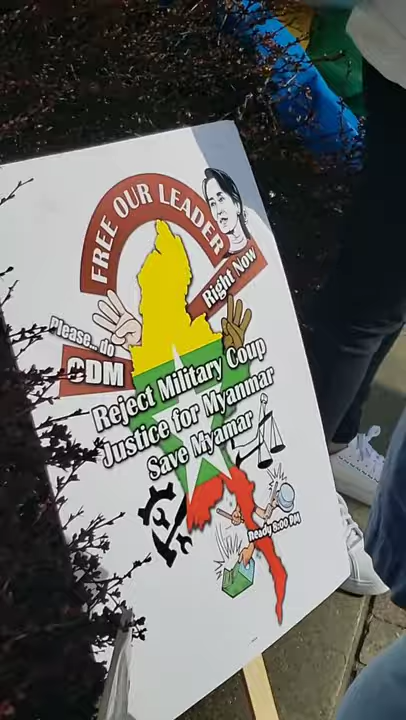 FREE OUR LEADER
Right Now
Please.. do
CDM
Reject Military Coup
Justice for Myanmar
Save Myamar
Ready 8:00 PM